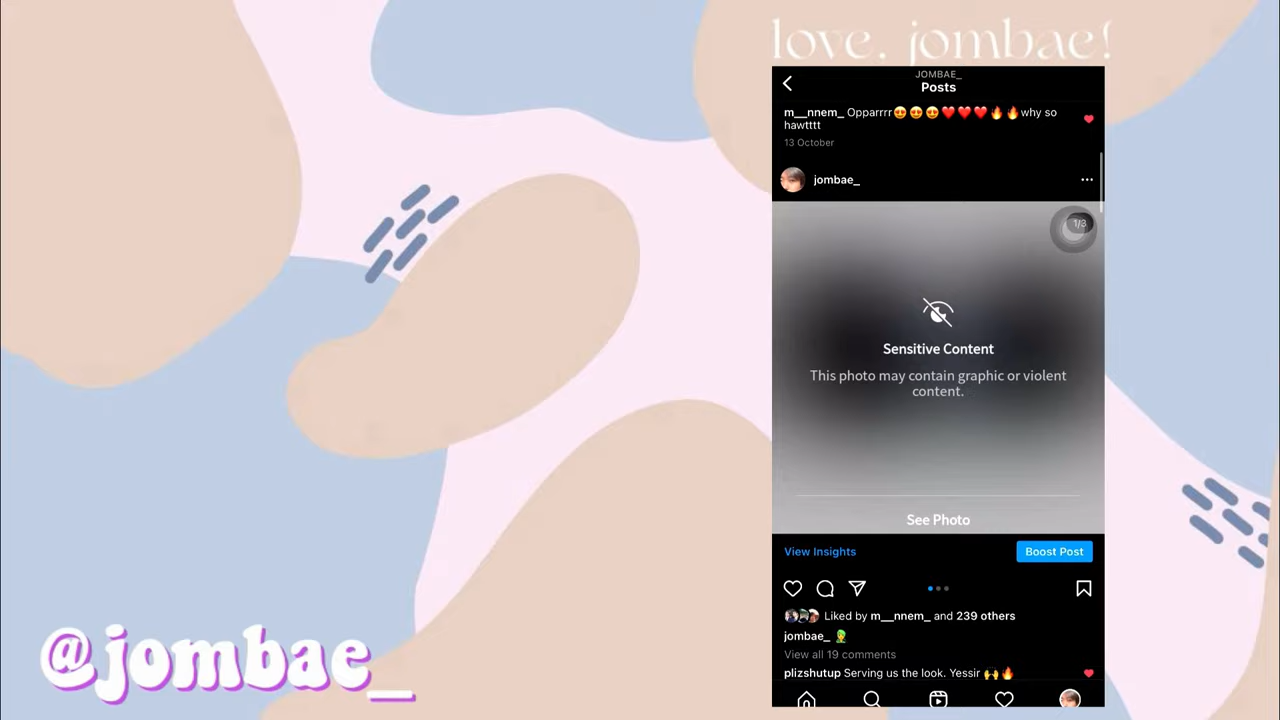 love. jombae!
JOMBAE_
Posts
m__nnem_ Opparrrr😍😍😍❤️❤️❤️🔥🔥why so
hawtttt
13 October
jombae_
1/3
Sensitive Content
This photo may contain graphic or violent
content.
See Photo
View Insights
Boost Post
Liked by m__nnem_ and 239 others
jombae_ 🧟‍♂️
View all 19 comments
plizshutup Serving us the look. Yessir 🙌🔥
@jombae_